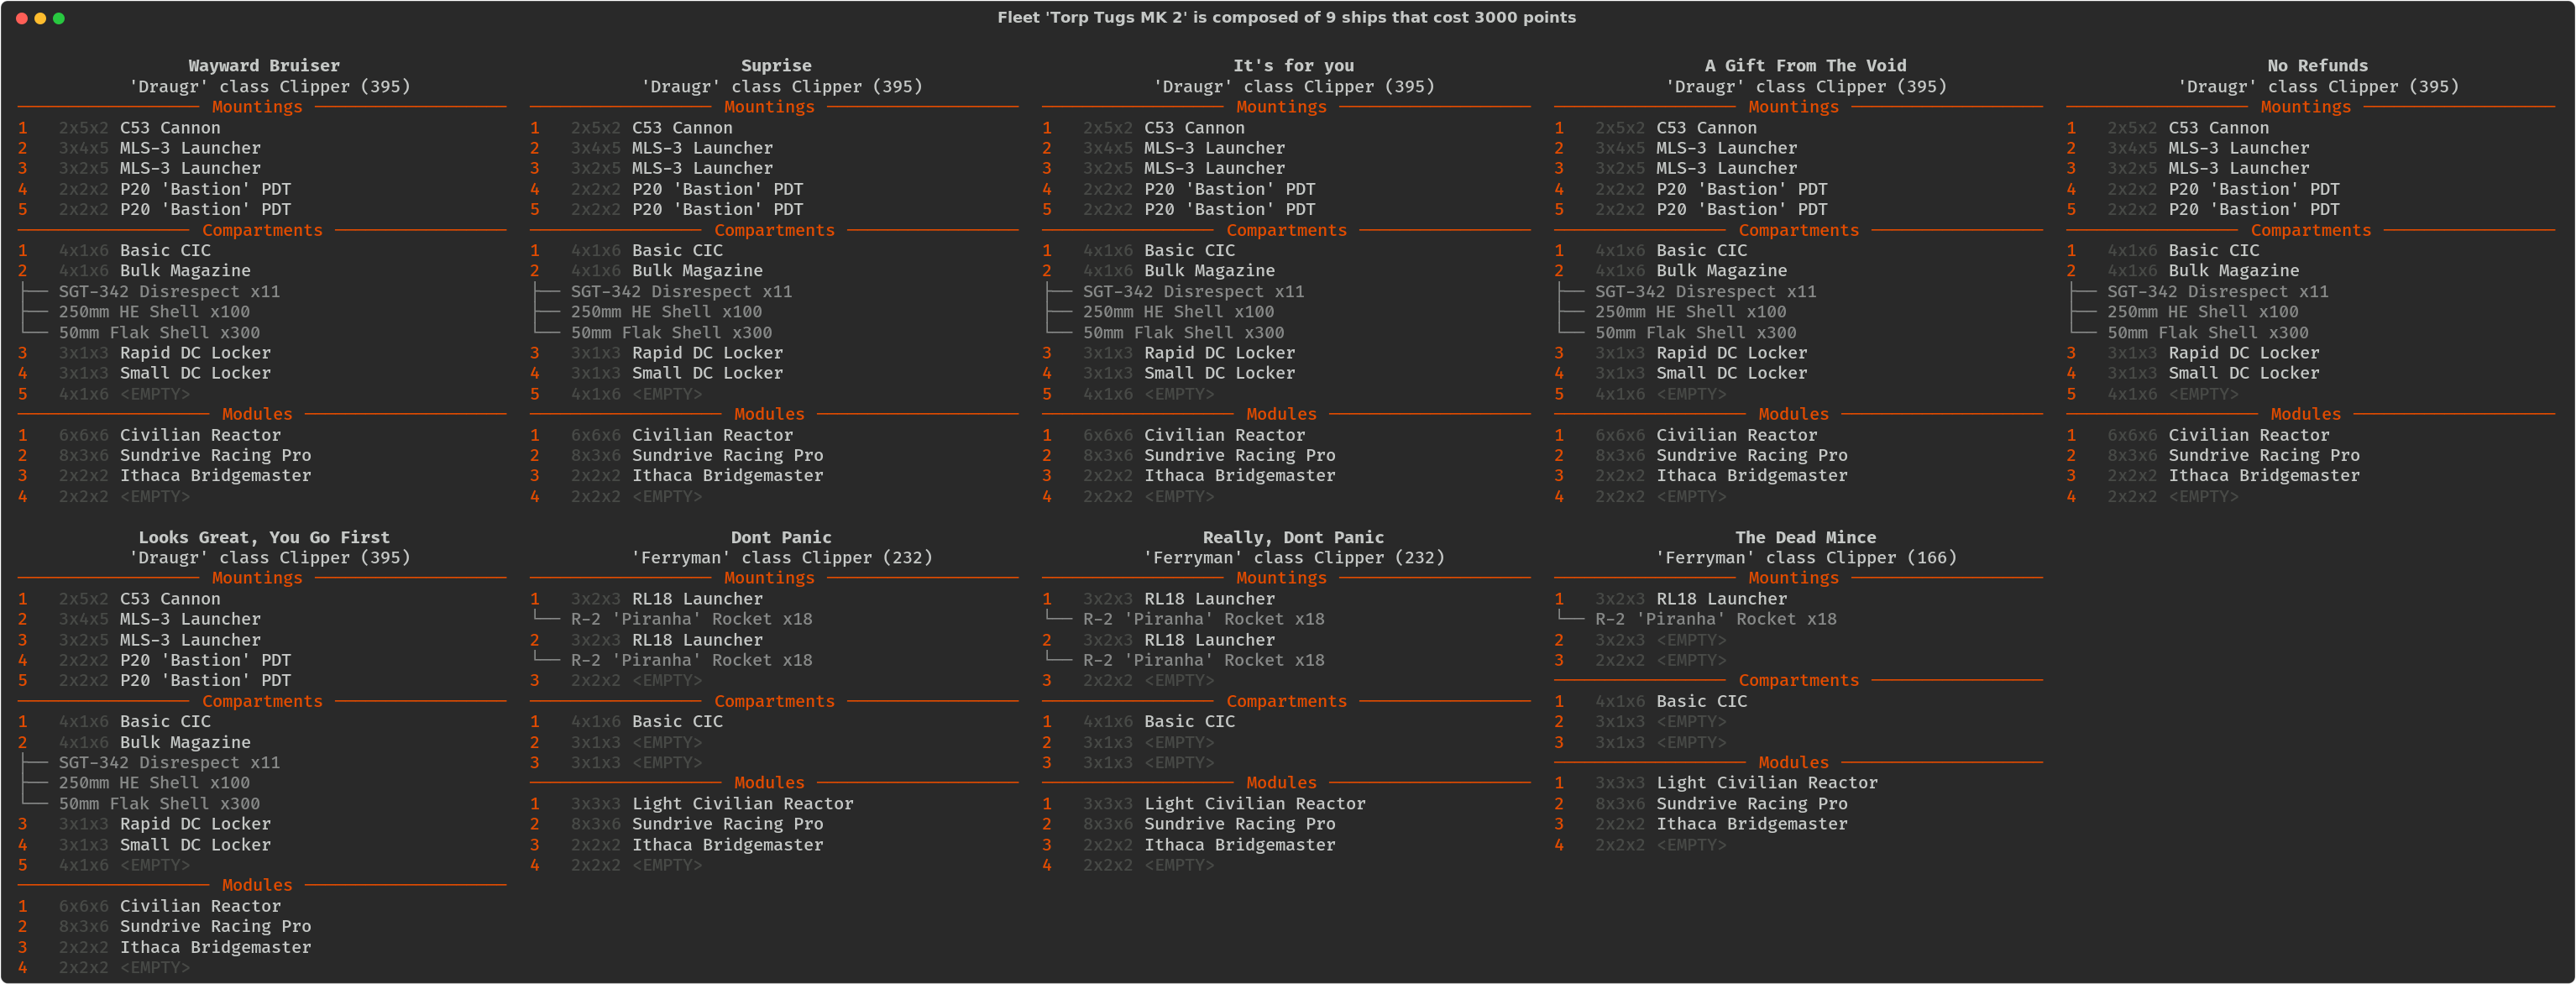 Fleet 'Torp Tugs MK 2' is composed of 9 ships that cost 3000 points
Wayward Bruiser
'Draugr' class Clipper (395)
Mountings
1 2x5x2 C53 Cannon
2 3x4x5 MLS-3 Launcher
3 3x2x5 MLS-3 Launcher
4 2x2x2 P20 'Bastion' PDT
5 2x2x2 P20 'Bastion' PDT
Compartments
1 4x1x6 Basic CIC
2 4x1x6 Bulk Magazine
SGT-342 Disrespect x11
250mm HE Shell x100
50mm Flak Shell x300
3 3x1x3 Rapid DC Locker
4 3x1x3 Small DC Locker
5 4x1x6 <EMPTY>
Modules
1 6x6x6 Civilian Reactor
2 8x3x6 Sundrive Racing Pro
3 2x2x2 Ithaca Bridgemaster
4 2x2x2 <EMPTY>
Suprise
'Draugr' class Clipper (395)
Mountings
1 2x5x2 C53 Cannon
2 3x4x5 MLS-3 Launcher
3 3x2x5 MLS-3 Launcher
4 2x2x2 P20 'Bastion' PDT
5 2x2x2 P20 'Bastion' PDT
Compartments
1 4x1x6 Basic CIC
2 4x1x6 Bulk Magazine
SGT-342 Disrespect x11
250mm HE Shell x100
50mm Flak Shell x300
3 3x1x3 Rapid DC Locker
4 3x1x3 Small DC Locker
5 4x1x6 <EMPTY>
Modules
1 6x6x6 Civilian Reactor
2 8x3x6 Sundrive Racing Pro
3 2x2x2 Ithaca Bridgemaster
4 2x2x2 <EMPTY>
It's for you
'Draugr' class Clipper (395)
Mountings
1 2x5x2 C53 Cannon
2 3x4x5 MLS-3 Launcher
3 3x2x5 MLS-3 Launcher
4 2x2x2 P20 'Bastion' PDT
5 2x2x2 P20 'Bastion' PDT
Compartments
1 4x1x6 Basic CIC
2 4x1x6 Bulk Magazine
SGT-342 Disrespect x11
250mm HE Shell x100
50mm Flak Shell x300
3 3x1x3 Rapid DC Locker
4 3x1x3 Small DC Locker
5 4x1x6 <EMPTY>
Modules
1 6x6x6 Civilian Reactor
2 8x3x6 Sundrive Racing Pro
3 2x2x2 Ithaca Bridgemaster
4 2x2x2 <EMPTY>
A Gift From The Void
'Draugr' class Clipper (395)
Mountings
1 2x5x2 C53 Cannon
2 3x4x5 MLS-3 Launcher
3 3x2x5 MLS-3 Launcher
4 2x2x2 P20 'Bastion' PDT
5 2x2x2 P20 'Bastion' PDT
Compartments
1 4x1x6 Basic CIC
2 4x1x6 Bulk Magazine
SGT-342 Disrespect x11
250mm HE Shell x100
50mm Flak Shell x300
3 3x1x3 Rapid DC Locker
4 3x1x3 Small DC Locker
5 4x1x6 <EMPTY>
Modules
1 6x6x6 Civilian Reactor
2 8x3x6 Sundrive Racing Pro
3 2x2x2 Ithaca Bridgemaster
4 2x2x2 <EMPTY>
No Refunds
'Draugr' class Clipper (395)
Mountings
1 2x5x2 C53 Cannon
2 3x4x5 MLS-3 Launcher
3 3x2x5 MLS-3 Launcher
4 2x2x2 P20 'Bastion' PDT
5 2x2x2 P20 'Bastion' PDT
Compartments
1 4x1x6 Basic CIC
2 4x1x6 Bulk Magazine
SGT-342 Disrespect x11
250mm HE Shell x100
50mm Flak Shell x300
3 3x1x3 Rapid DC Locker
4 3x1x3 Small DC Locker
5 4x1x6 <EMPTY>
Modules
1 6x6x6 Civilian Reactor
2 8x3x6 Sundrive Racing Pro
3 2x2x2 Ithaca Bridgemaster
4 2x2x2 <EMPTY>
Looks Great, You Go First
'Draugr' class Clipper (395)
Mountings
1 2x5x2 C53 Cannon
2 3x4x5 MLS-3 Launcher
3 3x2x5 MLS-3 Launcher
4 2x2x2 P20 'Bastion' PDT
5 2x2x2 P20 'Bastion' PDT
Compartments
1 4x1x6 Basic CIC
2 4x1x6 Bulk Magazine
SGT-342 Disrespect x11
250mm HE Shell x100
50mm Flak Shell x300
3 3x1x3 Rapid DC Locker
4 3x1x3 Small DC Locker
5 4x1x6 <EMPTY>
Modules
1 6x6x6 Civilian Reactor
2 8x3x6 Sundrive Racing Pro
3 2x2x2 Ithaca Bridgemaster
4 2x2x2 <EMPTY>
Dont Panic
'Ferryman' class Clipper (232)
Mountings
1 3x2x3 RL18 Launcher
R-2 'Piranha' Rocket x18
2 3x2x3 RL18 Launcher
R-2 'Piranha' Rocket x18
3 2x2x2 <EMPTY>
Compartments
1 4x1x6 Basic CIC
2 3x1x3 <EMPTY>
3 3x1x3 <EMPTY>
Modules
1 3x3x3 Light Civilian Reactor
2 8x3x6 Sundrive Racing Pro
3 2x2x2 Ithaca Bridgemaster
4 2x2x2 <EMPTY>
Really, Dont Panic
'Ferryman' class Clipper (232)
Mountings
1 3x2x3 RL18 Launcher
R-2 'Piranha' Rocket x18
2 3x2x3 RL18 Launcher
R-2 'Piranha' Rocket x18
3 2x2x2 <EMPTY>
Compartments
1 4x1x6 Basic CIC
2 3x1x3 <EMPTY>
3 3x1x3 <EMPTY>
Modules
1 3x3x3 Light Civilian Reactor
2 8x3x6 Sundrive Racing Pro
3 2x2x2 Ithaca Bridgemaster
4 2x2x2 <EMPTY>
The Dead Mince
'Ferryman' class Clipper (166)
Mountings
1 3x2x3 RL18 Launcher
R-2 'Piranha' Rocket x18
2 3x2x3 <EMPTY>
3 2x2x2 <EMPTY>
Compartments
1 4x1x6 Basic CIC
2 3x1x3 <EMPTY>
3 3x1x3 <EMPTY>
Modules
1 3x3x3 Light Civilian Reactor
2 8x3x6 Sundrive Racing Pro
3 2x2x2 Ithaca Bridgemaster
4 2x2x2 <EMPTY>